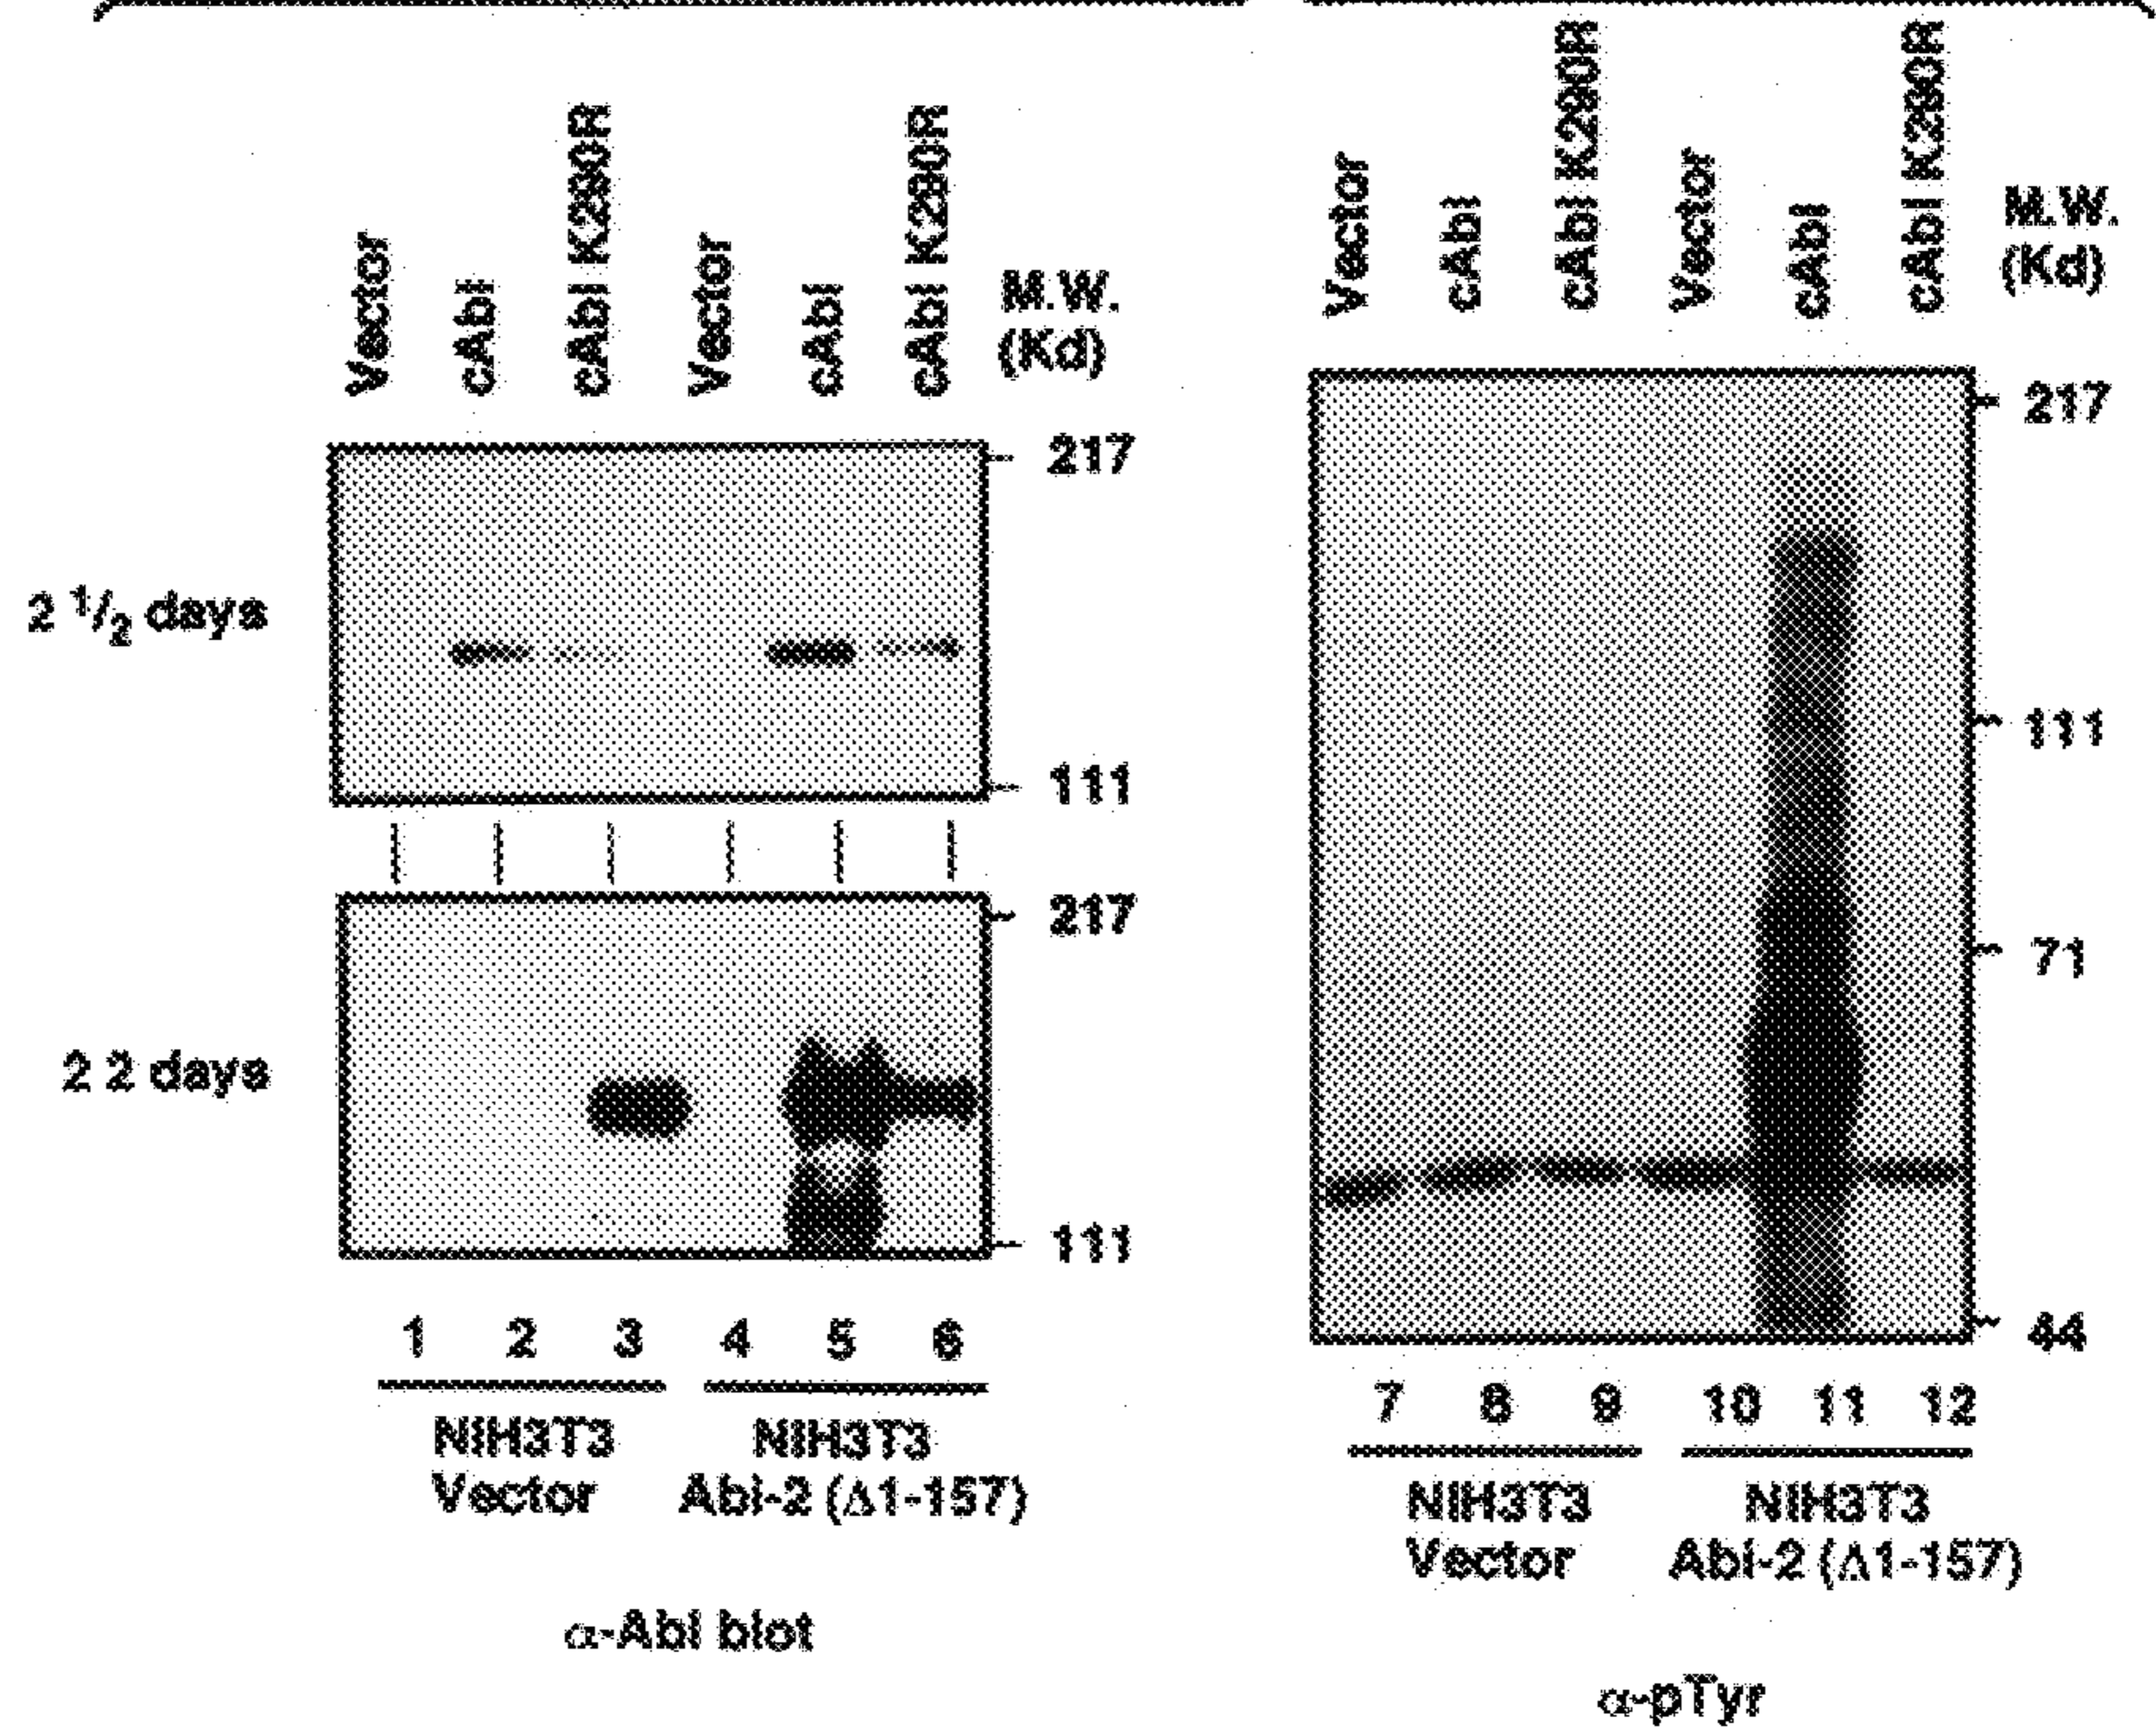 Vector cAbl cAbl K290R Vector cAbl cAbl K290R M.W. (Kd)
2 1/2 days
217
111
2 2 days
217
111
1 2 3 4 5 6
NIH3T3 Vector
NIH3T3 Abi-2 (Δ1-157)
α-Abl blot
Vector cAbl cAbl K290R Vector cAbl cAbl K290R M.W. (Kd)
217
111
71
44
7 8 9 10 11 12
NIH3T3 Vector
NIH3T3 Abi-2 (Δ1-157)
α-pTyr